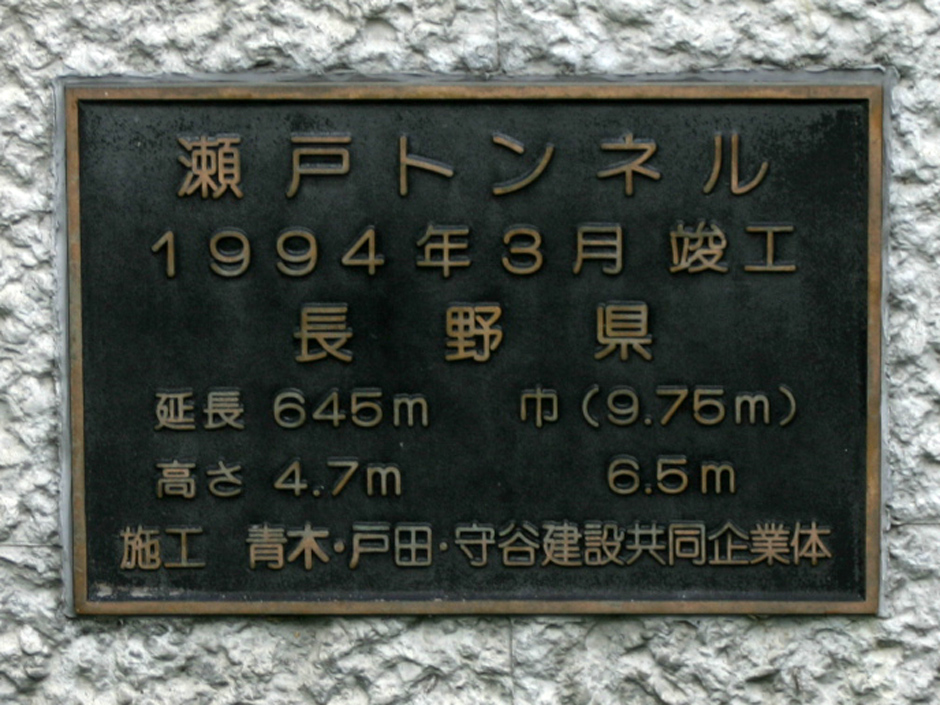 瀬戸トンネル
1994年3月 竣工
長野県
延長 645m 巾(9.75m)
高さ 4.7m 6.5m
施工 青木・戸田・守谷建設共同企業体